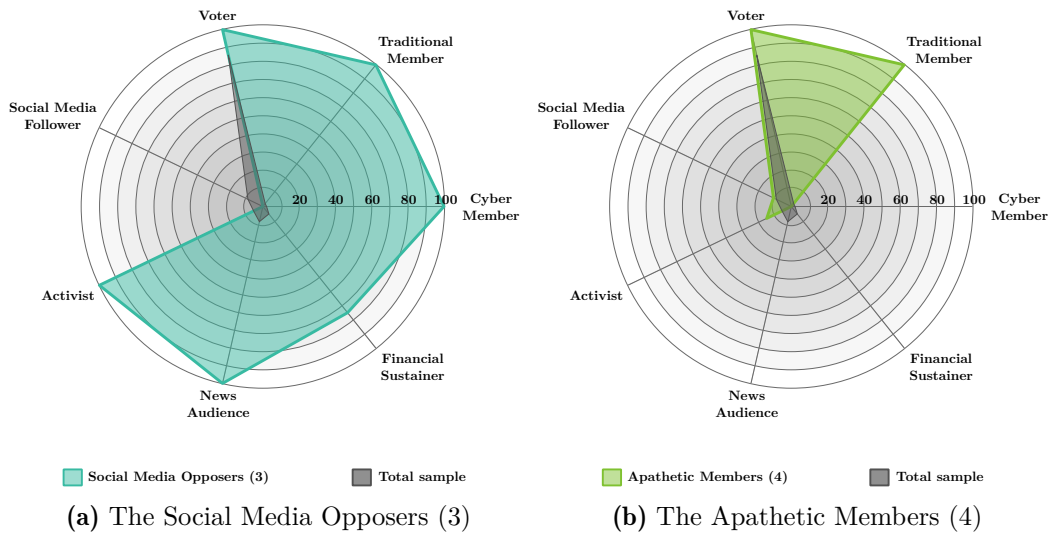 Voter
Traditional
Member
Social Media
Follower
20 40 60 80 100
Cyber
Member
Activist
Financial
Sustainer
News
Audience
Social Media Opposers (3)
Total sample
(a) The Social Media Opposers (3)
Voter
Traditional
Member
Social Media
Follower
20 40 60 80 100
Cyber
Member
Activist
Financial
Sustainer
News
Audience
Apathetic Members (4)
Total sample
(b) The Apathetic Members (4)